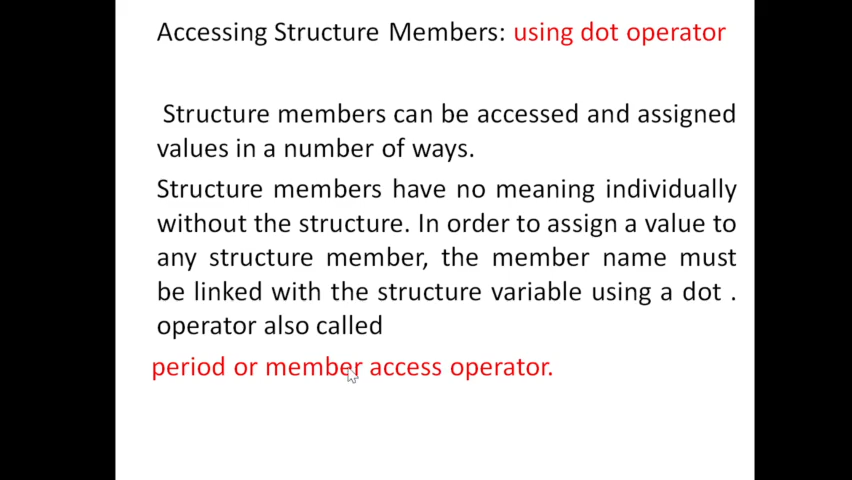 Accessing Structure Members: using dot operator
Structure members can be accessed and assigned
values in a number of ways.
Structure members have no meaning individually
without the structure. In order to assign a value to
any structure member, the member name must
be linked with the structure variable using a dot .
operator also called
period or member access operator.